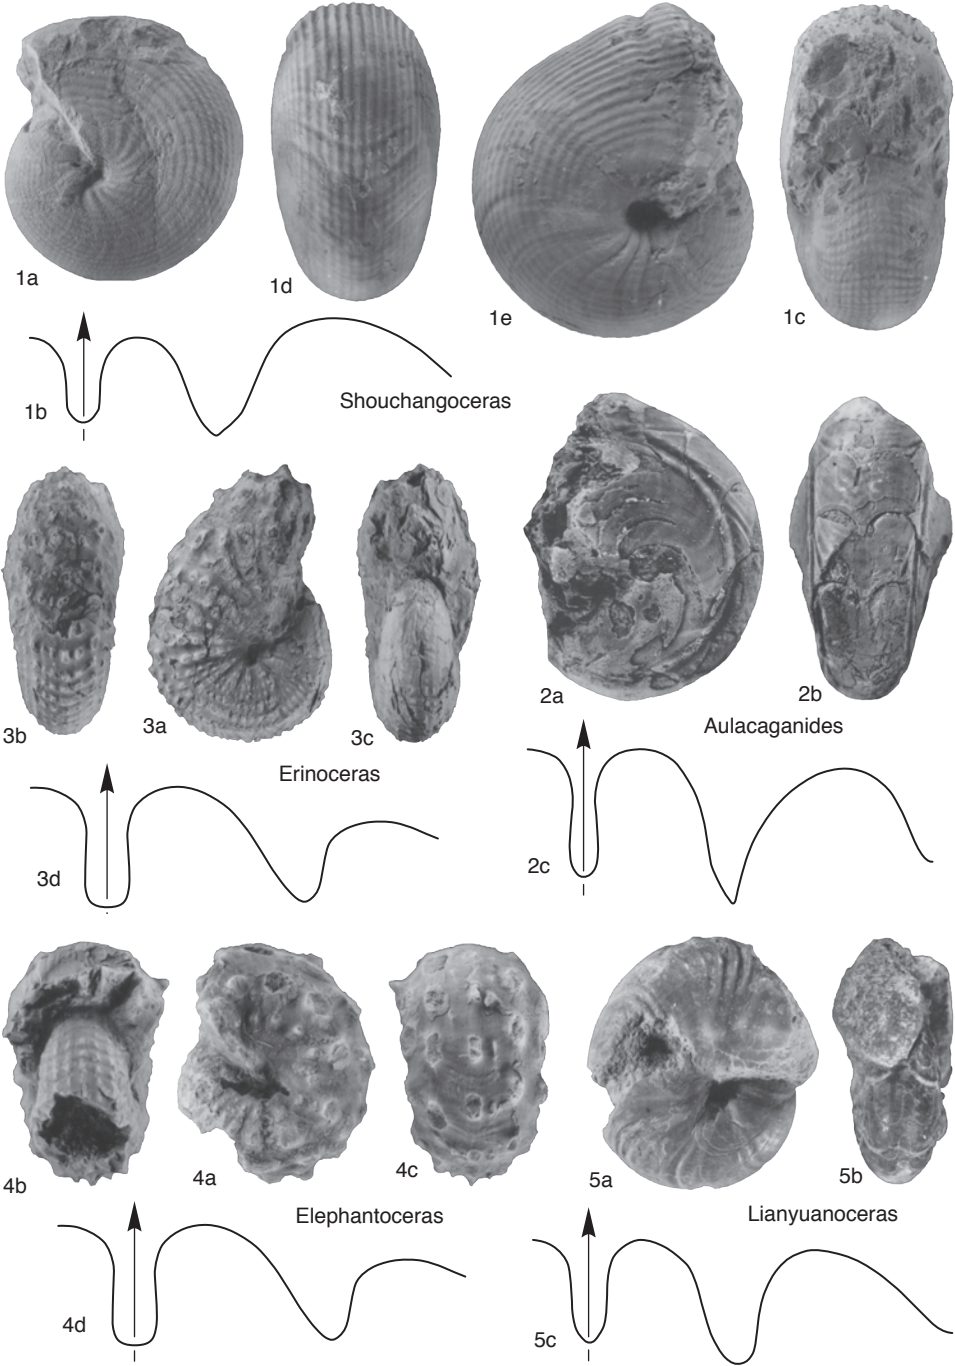 1a
1d
1e
1c
1b
Shouchangoceras
3b
3a
3c
2a
2b
Aulacaganides
Erinoceras
3d
2c
4b
4a
4c
5a
5b
Elephantoceras
Lianyuanoceras
4d
5c